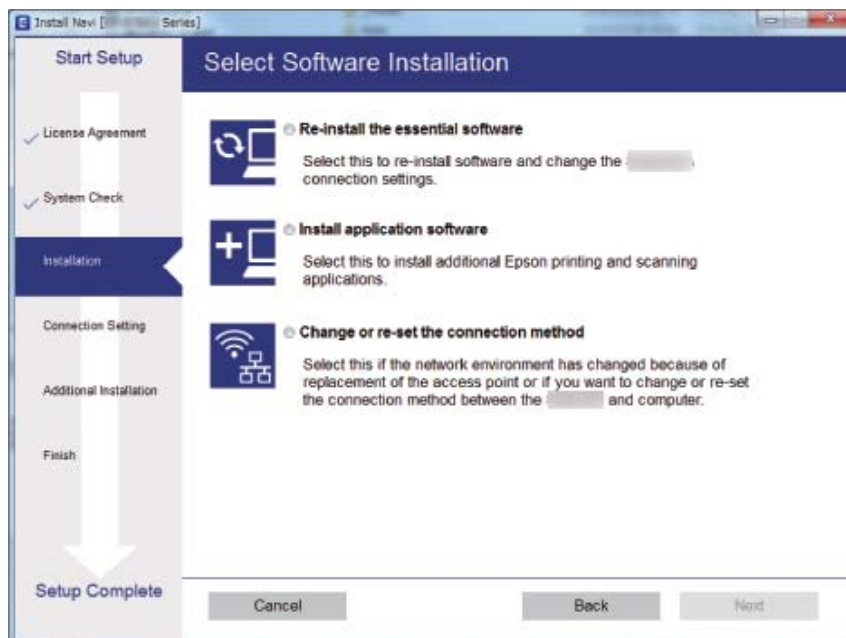 Install Navi [ Series]
Start Setup
Select Software Installation
License Agreement
System Check
Installation
Connection Setting
Additional Installation
Finish
Setup Complete
Re-install the essential software
Select this to re-install software and change the
connection settings.
Install application software
Select this to install additional Epson printing and scanning
applications.
Change or re-set the connection method
Select this if the network environment has changed because of
replacement of the access point or if you want to change or re-set
the connection method between the and computer.
Cancel
Back
Next